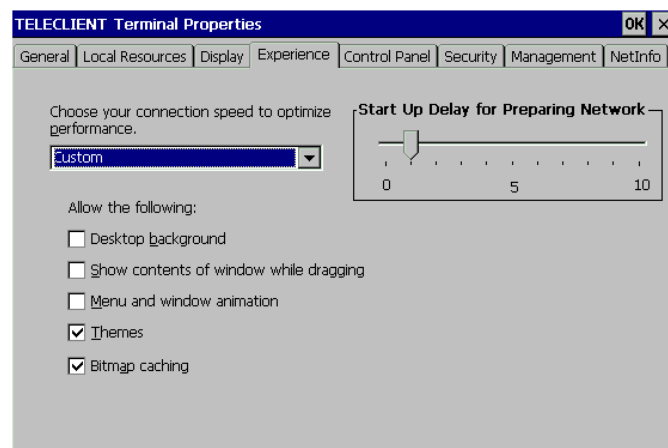 TELECLIENT Terminal Properties
OK
General Local Resources Display Experience Control Panel Security Management NetInfo
Choose your connection speed to optimize
performance.
Custom
Start Up Delay for Preparing Network
0 5 10
Allow the following:
Desktop background
Show contents of window while dragging
Menu and window animation
Themes
Bitmap caching